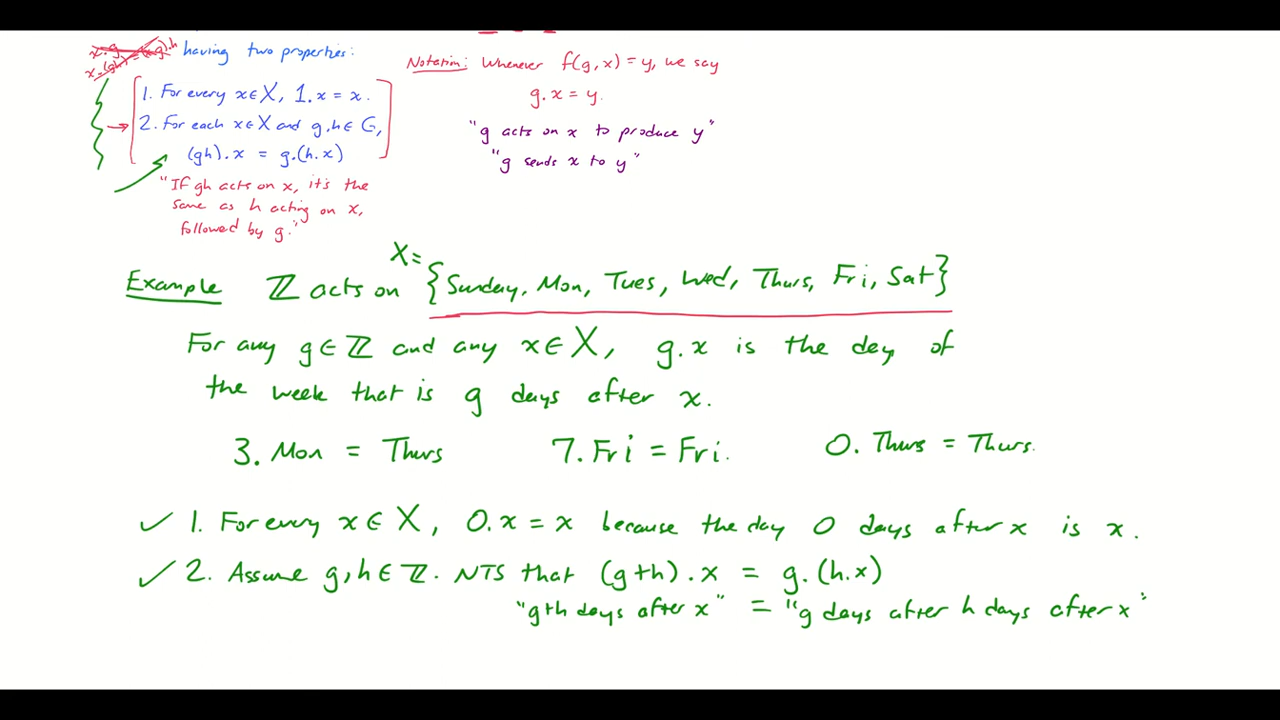 having two properties:
1. For every x∈X, 1.x = x.
2. For each x∈X and g,h∈G,
(gh).x = g.(h.x)
"If gh acts on x, it's the
same as h acting on x,
followed by g."
Notation: Whenever f(g,x) = y, we say
g.x = y.
"g acts on x to produce y"
"g sends x to y"
X=
Example ℤ acts on {Sunday, Mon, Tues, Wed, Thurs, Fri, Sat}
For any g∈ℤ and any x∈X, g.x is the day of
the week that is g days after x.
3. Mon = Thurs 7. Fri = Fri. 0. Thurs = Thurs.
✓ 1. For every x∈X, 0.x = x because the day 0 days after x is x.
✓ 2. Assume g,h∈ℤ. NTS that (g+h).x = g.(h.x)
"g+h days after x" = "g days after h days after x"